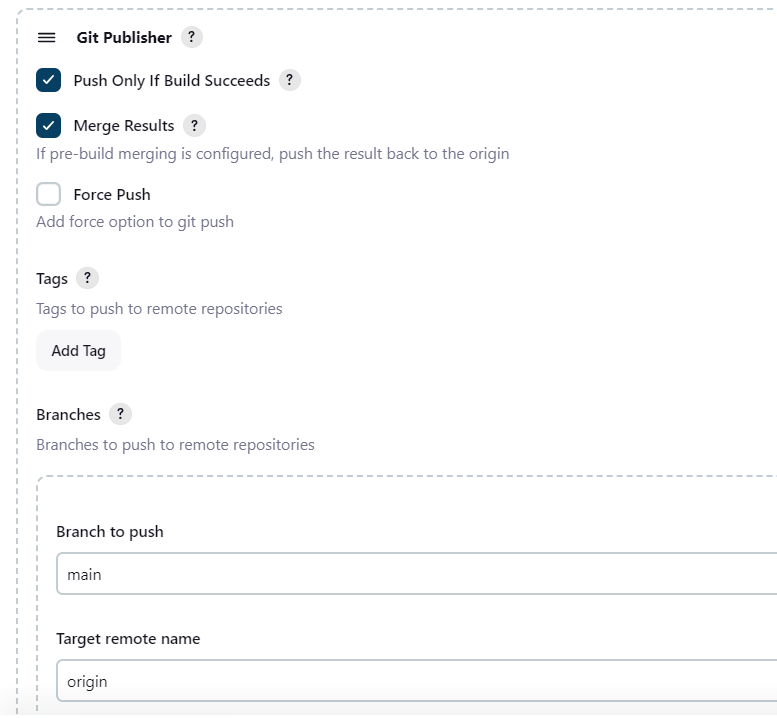 Git Publisher ?
Push Only If Build Succeeds ?
Merge Results ?
If pre-build merging is configured, push the result back to the origin
Force Push
Add force option to git push
Tags ?
Tags to push to remote repositories
Add Tag
Branches ?
Branches to push to remote repositories
Branch to push
main
Target remote name
origin